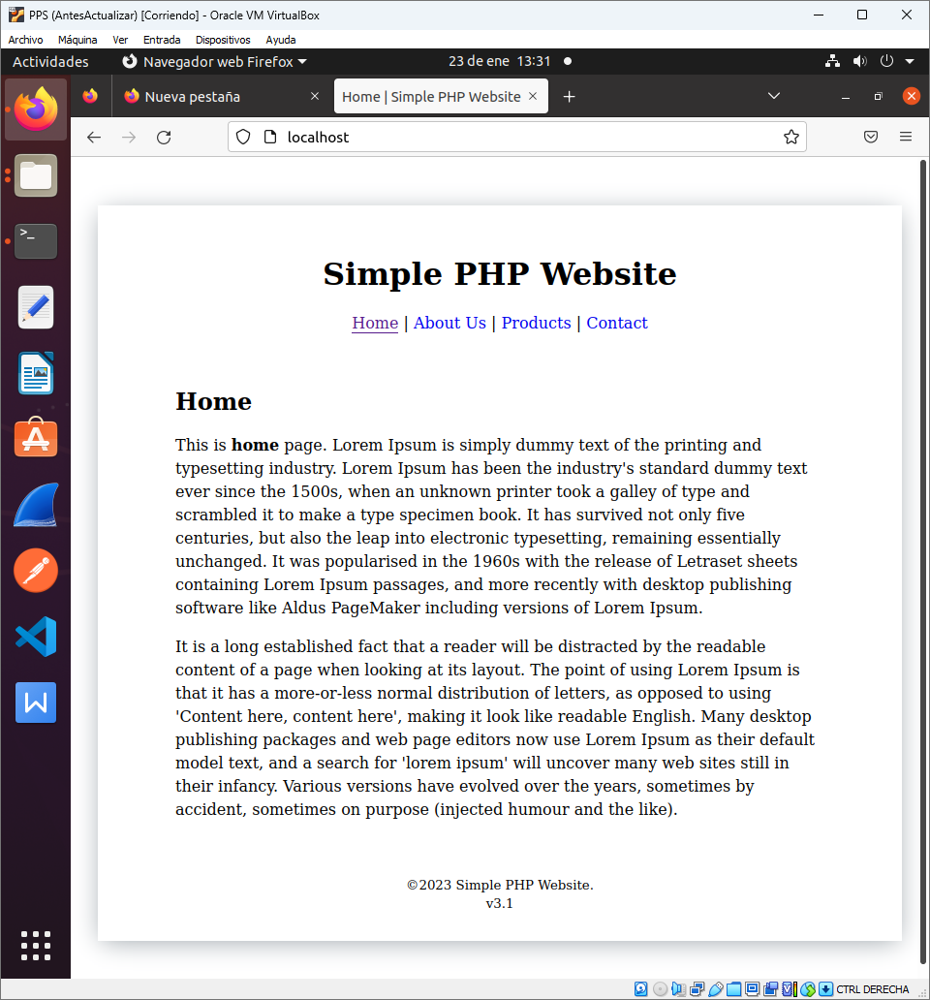 PPS (AntesActualizar) [Corriendo] - Oracle VM VirtualBox
Archivo Máquina Ver Entrada Dispositivos Ayuda
Actividades Navegador web Firefox 23 de ene 13:31
Nueva pestaña Home | Simple PHP Website
localhost
Simple PHP Website
Home | About Us | Products | Contact
Home
This is home page. Lorem Ipsum is simply dummy text of the printing and
typesetting industry. Lorem Ipsum has been the industry's standard dummy text
ever since the 1500s, when an unknown printer took a galley of type and
scrambled it to make a type specimen book. It has survived not only five
centuries, but also the leap into electronic typesetting, remaining essentially
unchanged. It was popularised in the 1960s with the release of Letraset sheets
containing Lorem Ipsum passages, and more recently with desktop publishing
software like Aldus PageMaker including versions of Lorem Ipsum.
It is a long established fact that a reader will be distracted by the readable
content of a page when looking at its layout. The point of using Lorem Ipsum is
that it has a more-or-less normal distribution of letters, as opposed to using
'Content here, content here', making it look like readable English. Many desktop
publishing packages and web page editors now use Lorem Ipsum as their default
model text, and a search for 'lorem ipsum' will uncover many web sites still in
their infancy. Various versions have evolved over the years, sometimes by
accident, sometimes on purpose (injected humour and the like).
©2023 Simple PHP Website.
v3.1
CTRL DERECHA